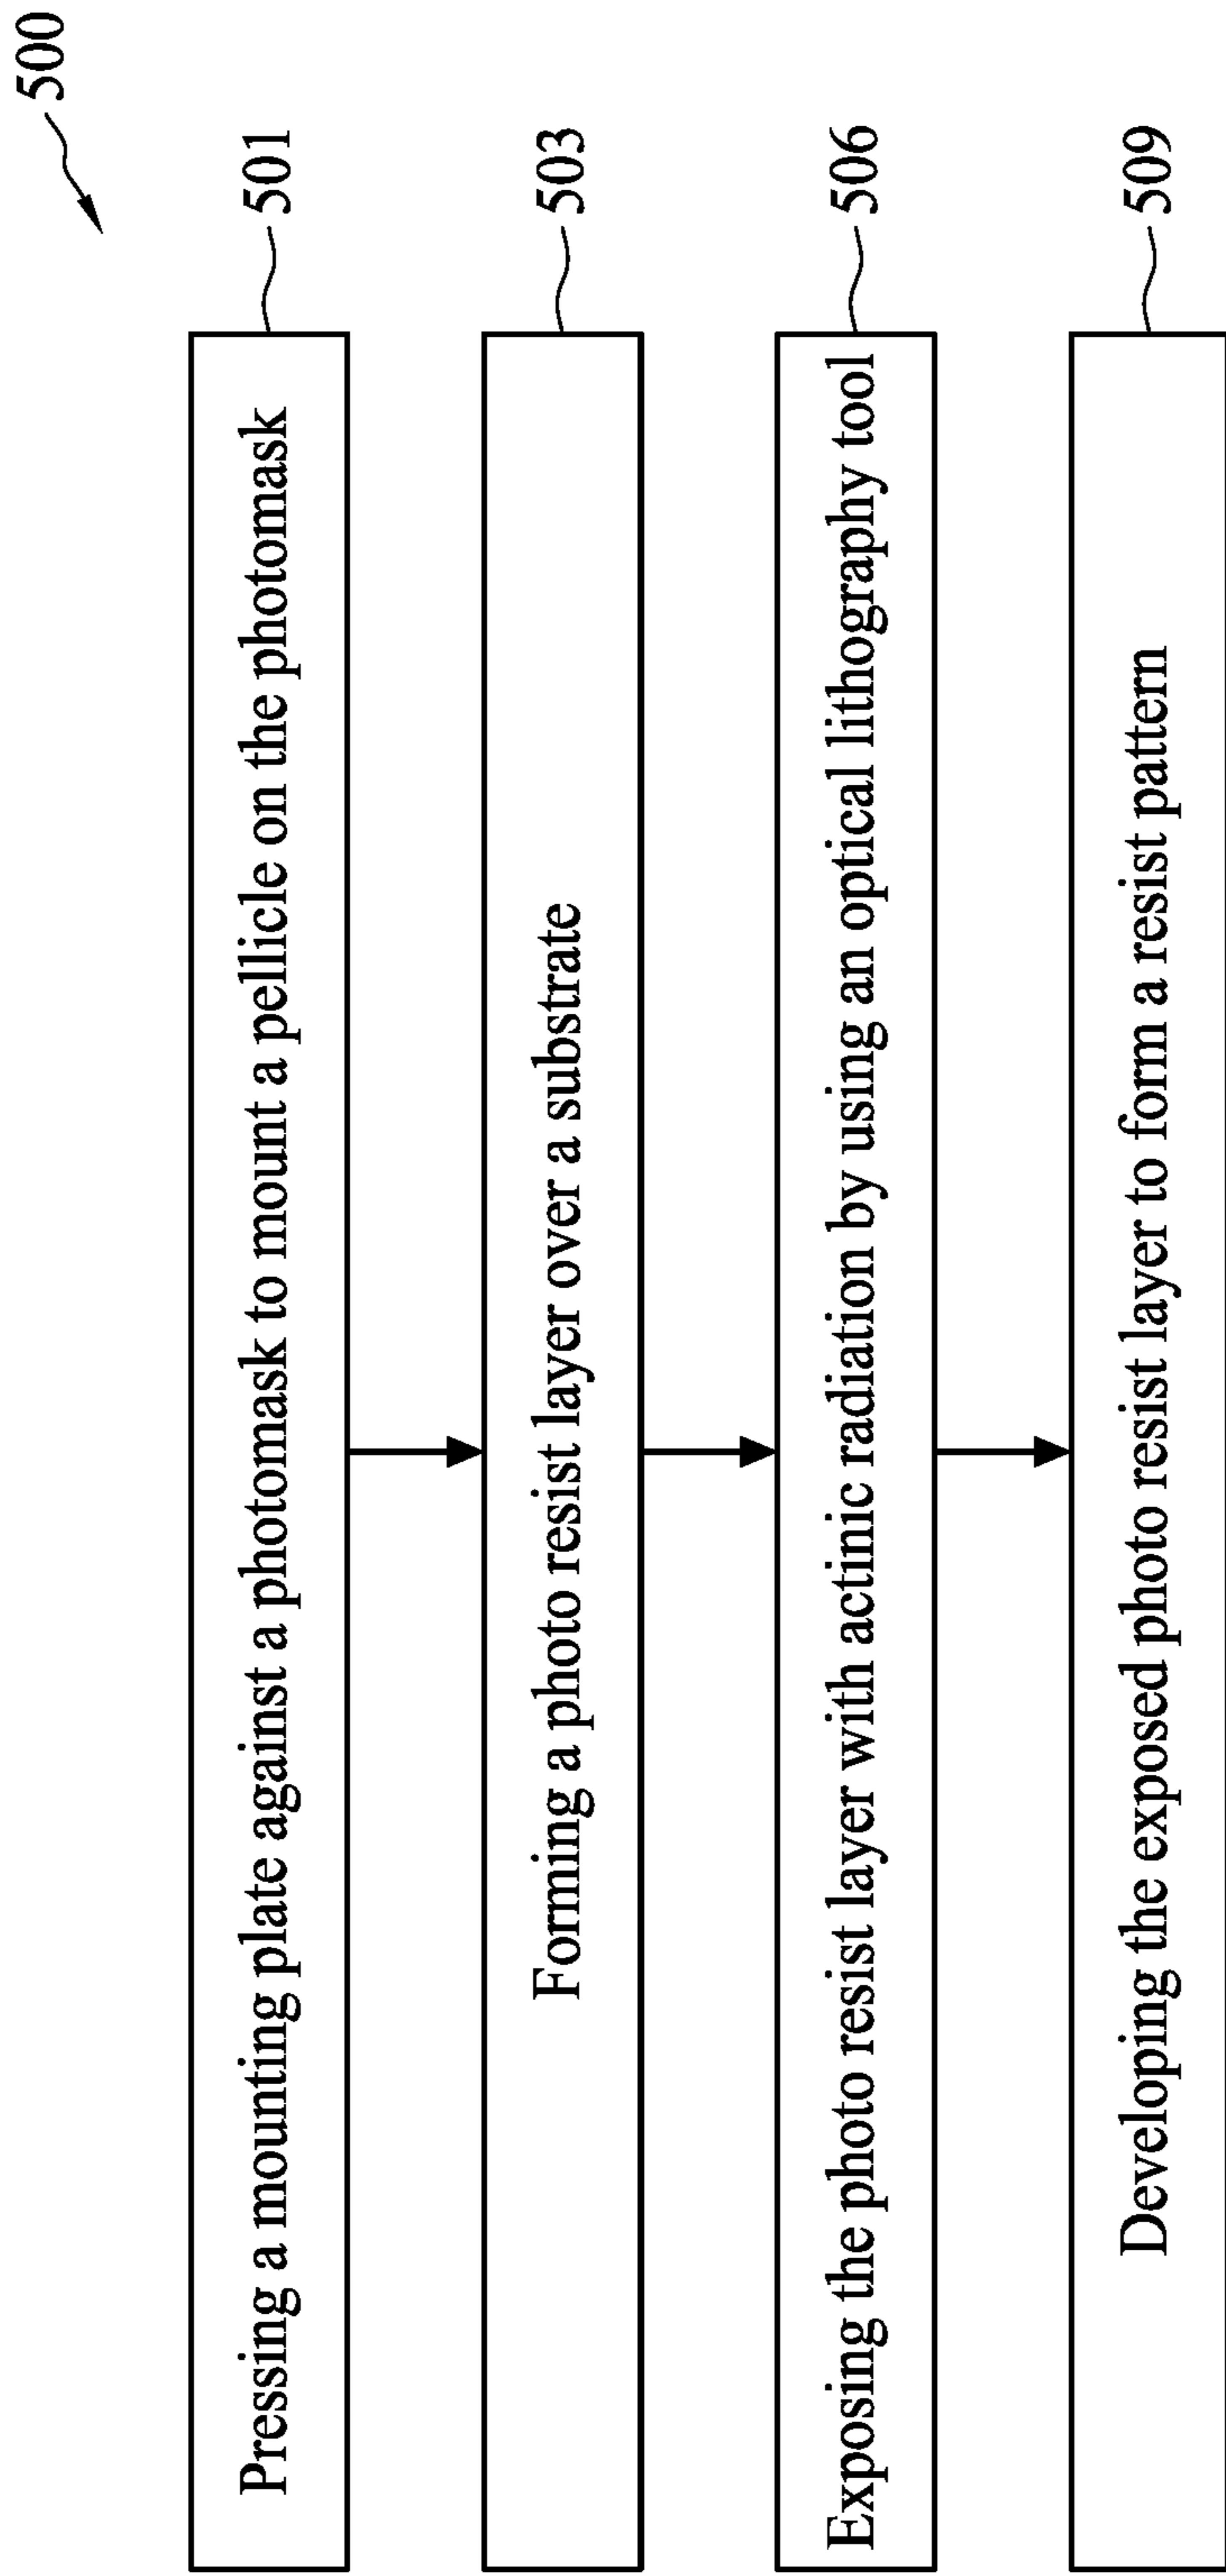 500
Pressing a mounting plate against a photomask to mount a pellicle on the photomask
501
Forming a photo resist layer over a substrate
503
Exposing the photo resist layer with actinic radiation by using an optical lithography tool
506
Developing the exposed photo resist layer to form a resist pattern
509